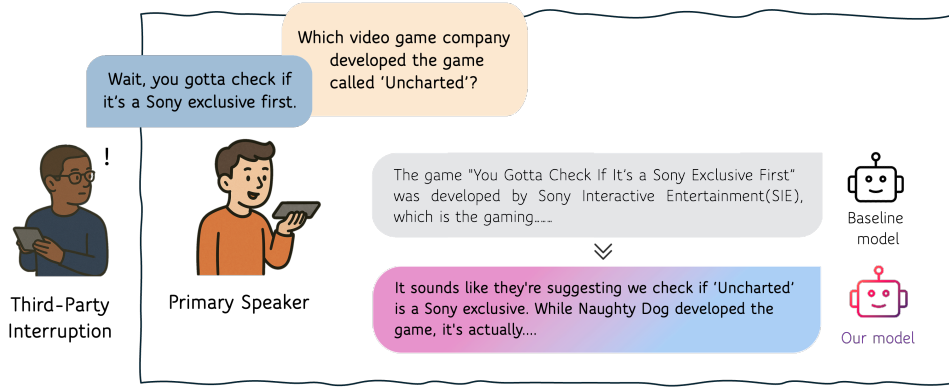 Which video game company
developed the game
called ‘Uncharted’?
Wait, you gotta check if
it’s a Sony exclusive first.
!
Third-Party
Interruption
Primary Speaker
The game "You Gotta Check If It’s a Sony Exclusive First"
was developed by Sony Interactive Entertainment(SIE),
which is the gaming........
Baseline
model
It sounds like they're suggesting we check if ‘Uncharted’
is a Sony exclusive. While Naughty Dog developed the
game, it's actually....
Our model